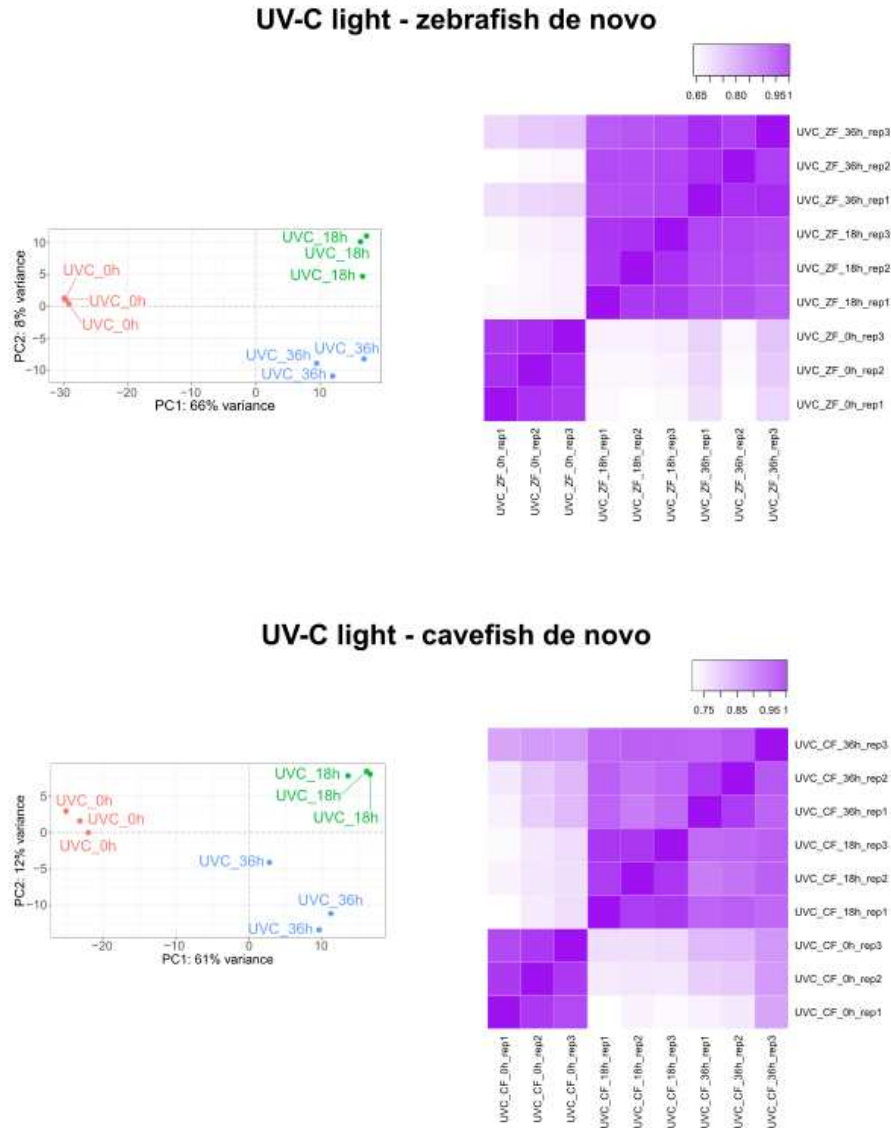 UV-C light - zebrafish de novo
0.65 0.80 0.95 1
UVC_ZF_36h_rep3
UVC_ZF_36h_rep2
UVC_ZF_36h_rep1
UVC_ZF_18h_rep3
UVC_ZF_18h_rep2
UVC_ZF_18h_rep1
UVC_ZF_0h_rep3
UVC_ZF_0h_rep2
UVC_ZF_0h_rep1
UVC_ZF_0h_rep1
UVC_ZF_0h_rep2
UVC_ZF_0h_rep3
UVC_ZF_18h_rep1
UVC_ZF_18h_rep2
UVC_ZF_18h_rep3
UVC_ZF_36h_rep1
UVC_ZF_36h_rep2
UVC_ZF_36h_rep3
PC2: 8% variance
10
5
0
−5
−10
UVC_18h
UVC_18h
UVC_18h
UVC_0h
UVC_0h
UVC_0h
UVC_36h
UVC_36h
UVC_36h
−30 −20 −10 0 10
PC1: 66% variance
UV-C light - cavefish de novo
0.75 0.85 0.95 1
UVC_CF_36h_rep3
UVC_CF_36h_rep2
UVC_CF_36h_rep1
UVC_CF_18h_rep3
UVC_CF_18h_rep2
UVC_CF_18h_rep1
UVC_CF_0h_rep3
UVC_CF_0h_rep2
UVC_CF_0h_rep1
UVC_CF_0h_rep1
UVC_CF_0h_rep2
UVC_CF_0h_rep3
UVC_CF_18h_rep1
UVC_CF_18h_rep2
UVC_CF_18h_rep3
UVC_CF_36h_rep1
UVC_CF_36h_rep2
UVC_CF_36h_rep3
PC2: 12% variance
5
0
−5
−10
UVC_18h
UVC_18h
UVC_18h
UVC_0h
UVC_0h
UVC_0h
UVC_36h
UVC_36h
UVC_36h
−20 −10 0 10
PC1: 61% variance